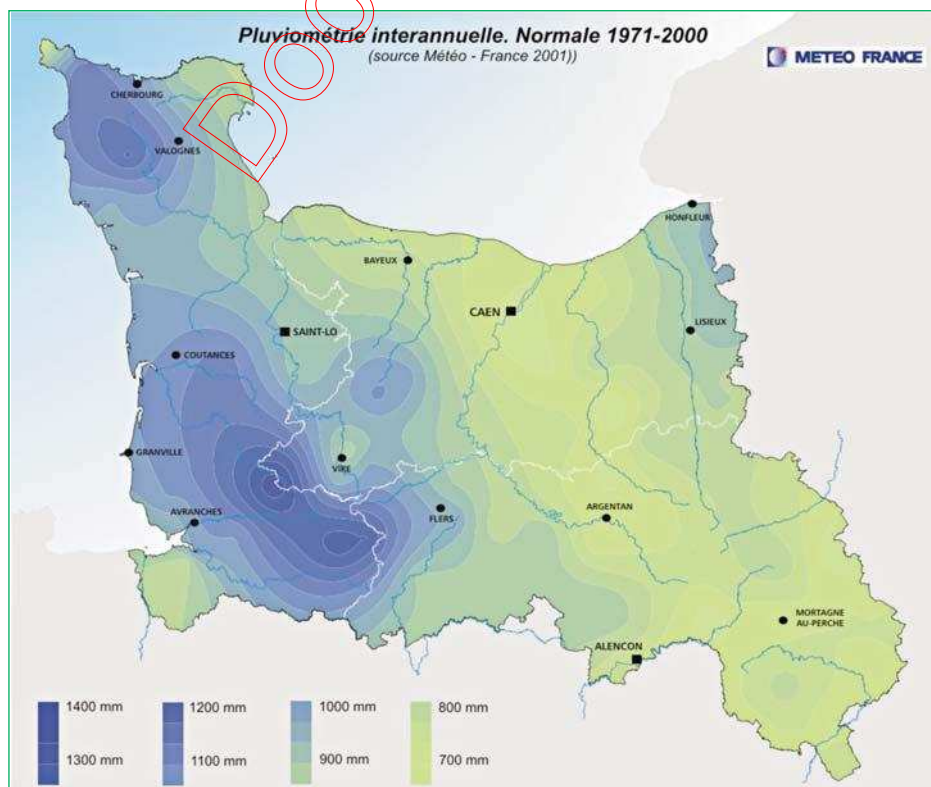 Pluviométrie interannuelle. Normale 1971-2000
(source Météo - France 2001))
METEO FRANCE
CHERBOURG
VALOGNES
HONFLEUR
BAYEUX
CAEN
SAINT-LO
LISIEUX
COUTANCES
GRANVILLE
VIRE
AVRANCHES
FLERS
ARGENTAN
MORTAGNE
AU-PERCHE
ALENCON
1400 mm
1300 mm
1200 mm
1100 mm
1000 mm
900 mm
800 mm
700 mm